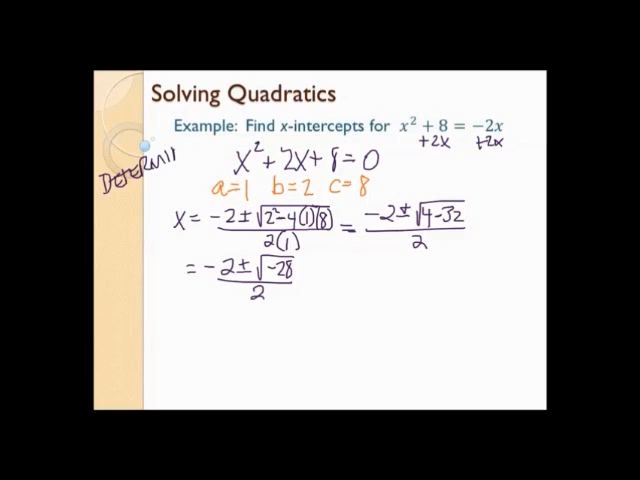 Solving Quadratics
Example: Find x-intercepts for x² + 8 = −2x
+2x +2x
DETERMI
x² + 2x + 8 = 0
a=1 b=2 c=8
x = (−2 ± √(2²−4(1)(8)))/(2(1)) = (−2 ± √(4−32))/2
= (−2 ± √(−28))/2